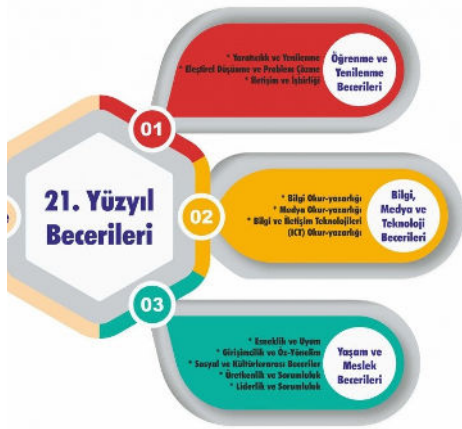 * Yaratıcılık ve Yenilenme
* Eleştirel Düşünme ve Problem Çözme
* İletişim ve İşbirliği
Öğrenme ve
Yenilenme
Becerileri
01
21. Yüzyıl
Becerileri
02
* Bilgi Okur-yazarlığı
* Medya Okur-yazarlığı
* Bilgi ve İletişim Teknolojileri
(ICT) Okur-yazarlığı
Bilgi,
Medya ve
Teknoloji
Becerileri
03
* Esneklik ve Uyum
* Girişimcilik ve Öz-Yönelim
* Sosyal ve Kültürlerarası Beceriler
* Üretkenlik ve Sorumluluk
* Liderlik ve Sorumluluk
Yaşam ve
Meslek
Becerileri